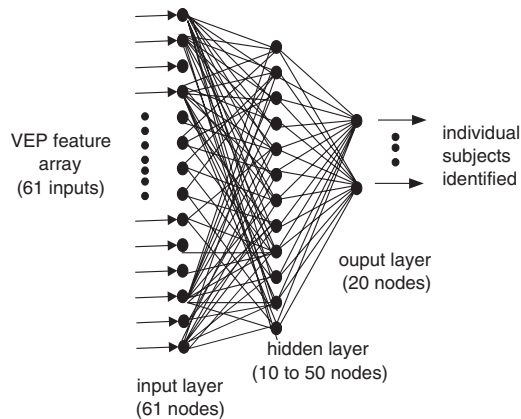 VEP feature
array
(61 inputs)
individual
subjects
identified
ouput layer
(20 nodes)
hidden layer
(10 to 50 nodes)
input layer
(61 nodes)